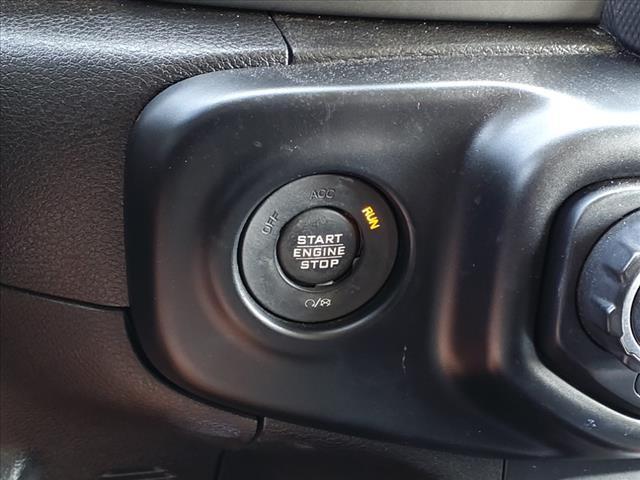 ACC
OFF
RUN
START
ENGINE
STOP